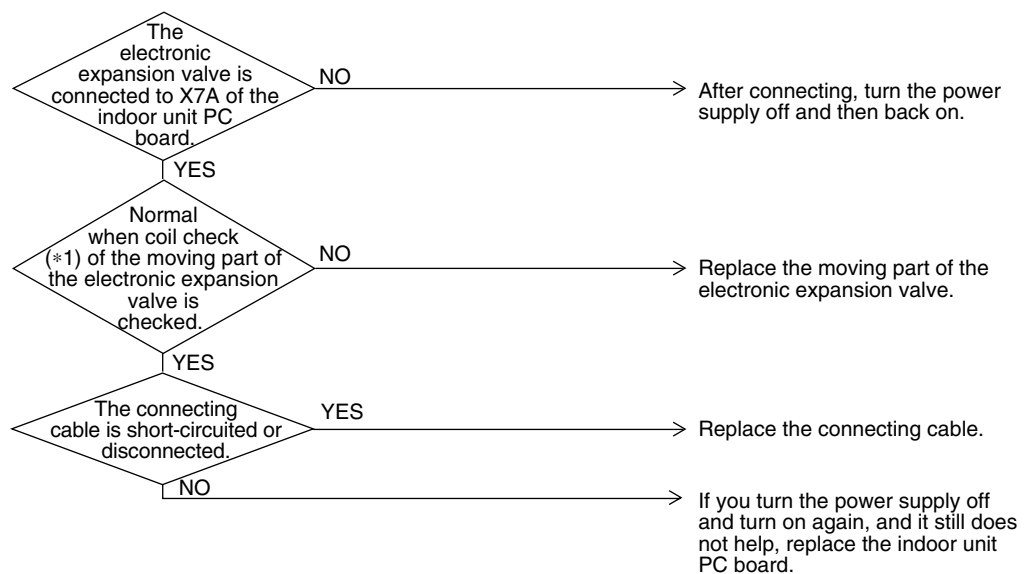 The
electronic
expansion valve is
connected to X7A of the
indoor unit PC
board.
NO
After connecting, turn the power
supply off and then back on.
YES
Normal
when coil check
(*1) of the moving part of
the electronic expansion
valve is
checked.
NO
Replace the moving part of the
electronic expansion valve.
YES
The connecting
cable is short-circuited or
disconnected.
YES
Replace the connecting cable.
NO
If you turn the power supply off
and turn on again, and it still does
not help, replace the indoor unit
PC board.